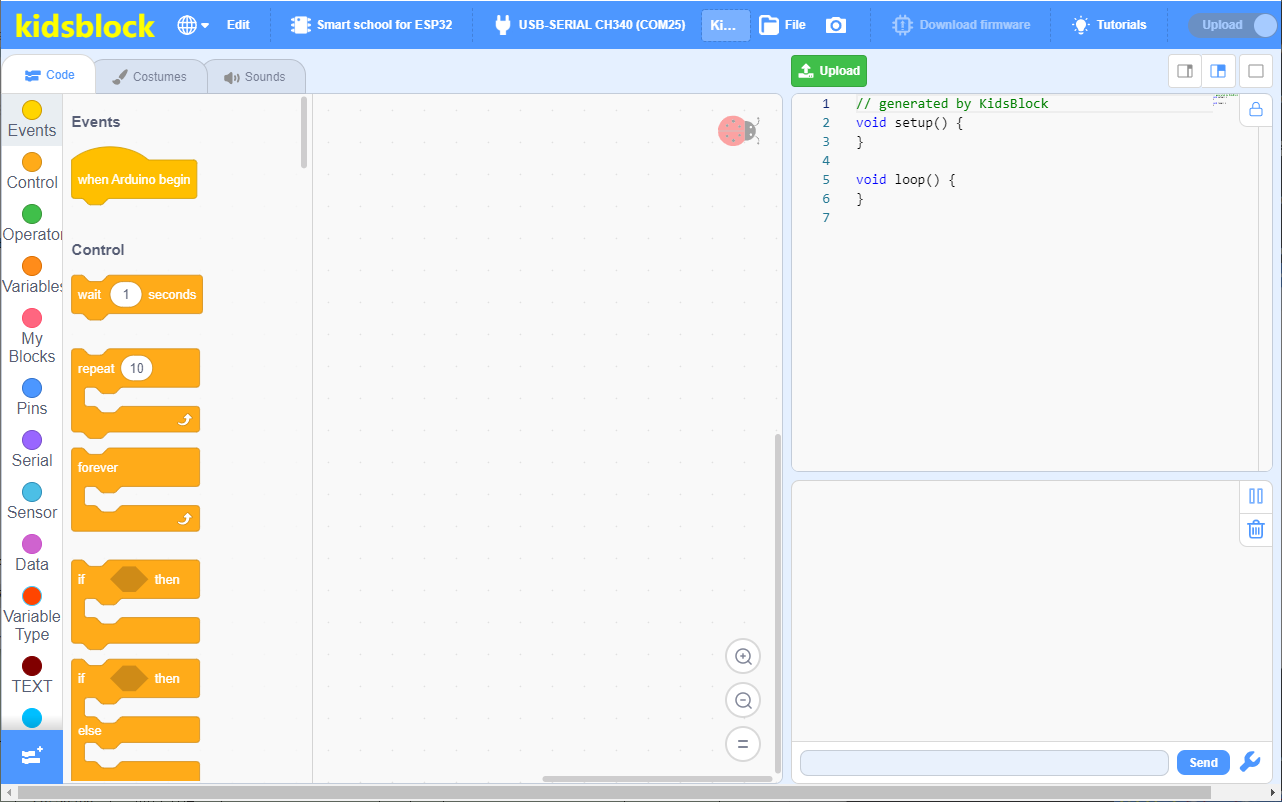 kidsblock
Edit
Smart school for ESP32
USB-SERIAL CH340 (COM25)
Ki...
File
Download firmware
Tutorials
Upload
Code
Costumes
Sounds
Upload
Events
Control
Operator
Variables
My
Blocks
Pins
Serial
Sensor
Data
Variable
Type
TEXT
Events
when Arduino begin
Control
wait 1 seconds
repeat 10
forever
if then
if then
else
1 // generated by KidsBlock
2 void setup() {
3 }
4
5 void loop() {
6 }
7
Send